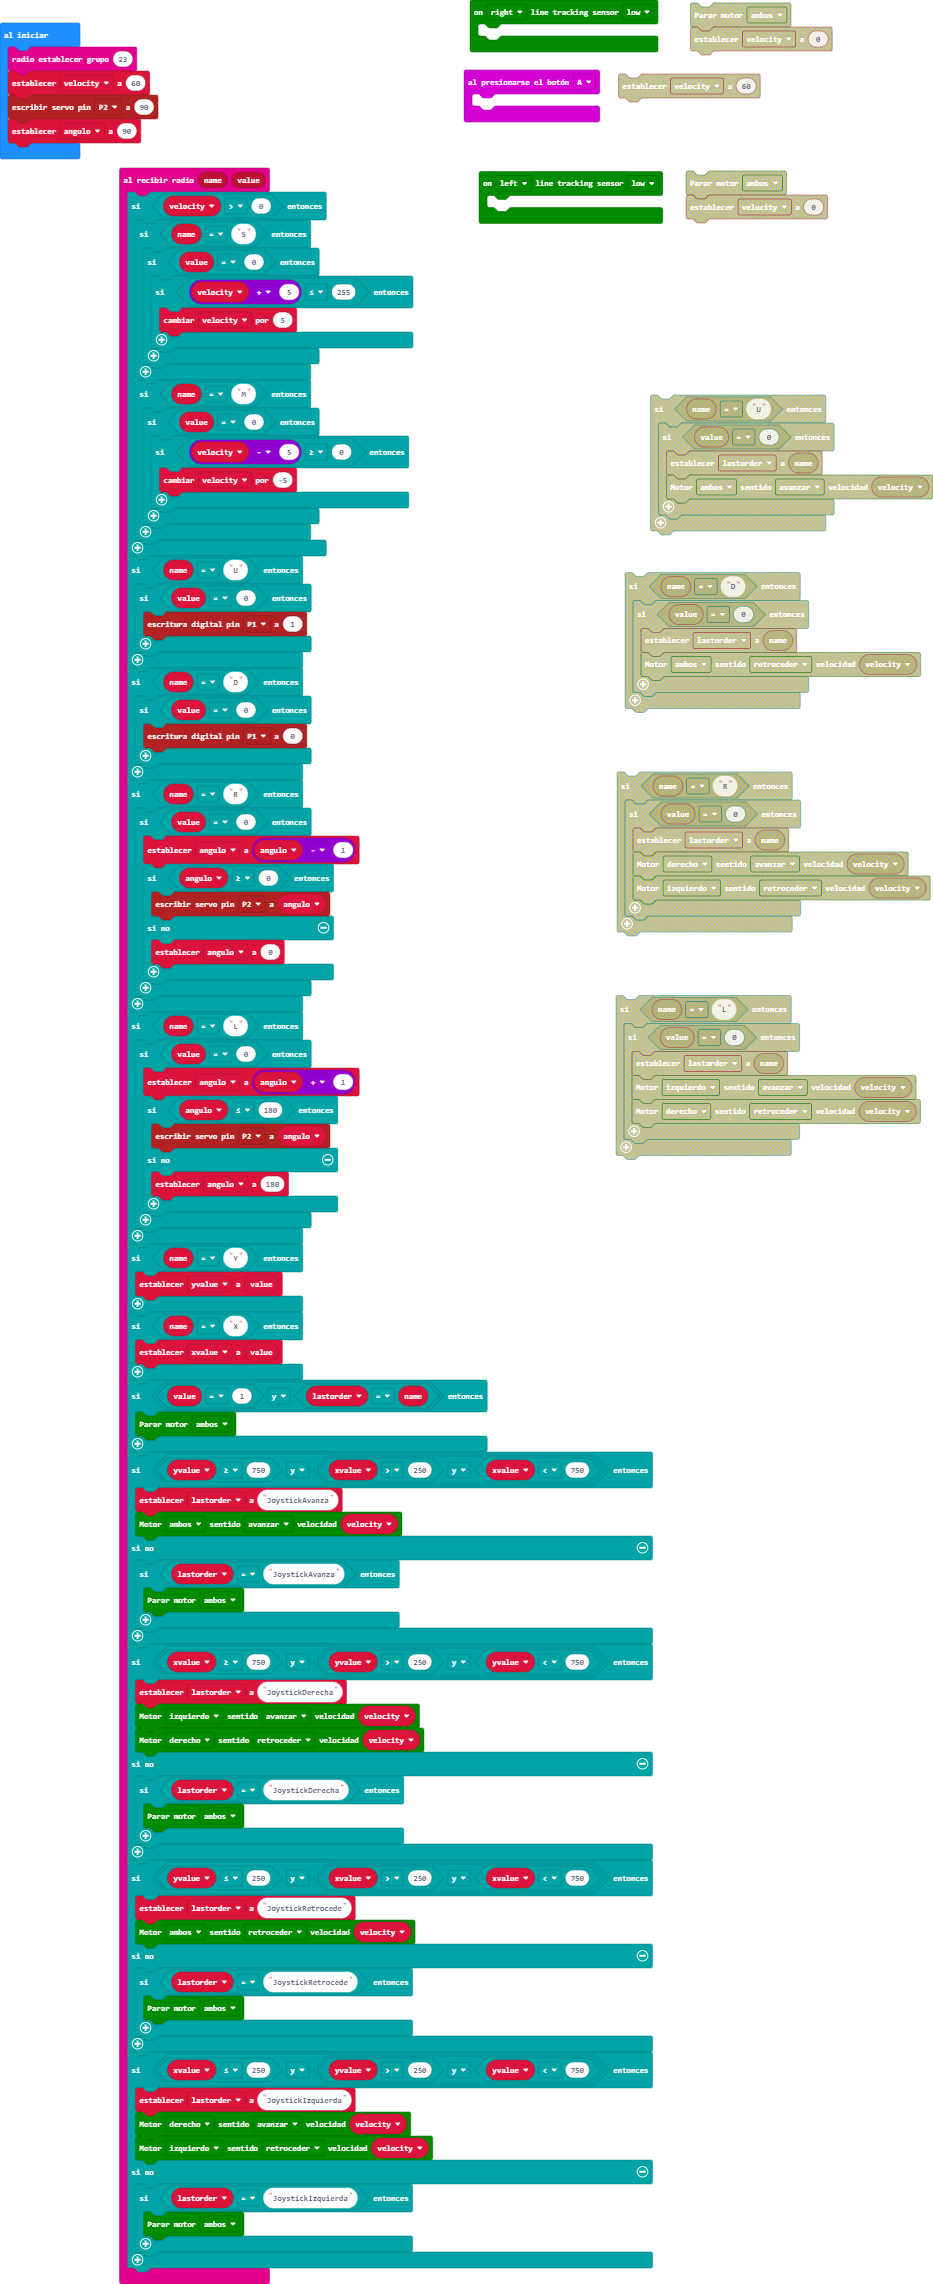 al iniciar
radio establecer grupo 23
establecer velocity a 60
escribir servo pin P2 a 90
establecer angulo a 90
on right line tracking sensor low
Parar motor ambos
establecer velocity a 0
al presionarse el botón A
establecer velocity a 60
on left line tracking sensor low
Parar motor ambos
establecer velocity a 0
al recibir radio name value
si velocity > 0 entonces
si name = "S" entonces
si value = 0 entonces
si velocity + 5 ≤ 255 entonces
cambiar velocity por 5
si name = "M" entonces
si value = 0 entonces
si velocity - 5 ≥ 0 entonces
cambiar velocity por -5
si name = "U" entonces
si value = 0 entonces
escritura digital pin P1 a 1
si name = "D" entonces
si value = 0 entonces
escritura digital pin P1 a 0
si name = "R" entonces
si value = 0 entonces
establecer angulo a angulo - 1
si angulo ≥ 0 entonces
escribir servo pin P2 a angulo
si no
establecer angulo a 0
si name = "L" entonces
si value = 0 entonces
establecer angulo a angulo + 1
si angulo ≤ 180 entonces
escribir servo pin P2 a angulo
si no
establecer angulo a 180
si name = "Y" entonces
establecer yvalue a value
si name = "X" entonces
establecer xvalue a value
si value = 1 y lastorder = name entonces
Parar motor ambos
si yvalue ≥ 750 y xvalue > 250 y xvalue < 750 entonces
establecer lastorder a "JoystickAvanza"
Motor ambos sentido avanzar velocidad velocity
si no
si lastorder = "JoystickAvanza" entonces
Parar motor ambos
si xvalue ≥ 750 y yvalue > 250 y yvalue < 750 entonces
establecer lastorder a "JoystickDerecha"
Motor izquierdo sentido avanzar velocidad velocity
Motor derecho sentido retroceder velocidad velocity
si no
si lastorder = "JoystickDerecha" entonces
Parar motor ambos
si yvalue ≤ 250 y xvalue > 250 y xvalue < 750 entonces
establecer lastorder a "JoystickRetrocede"
Motor ambos sentido retroceder velocidad velocity
si no
si lastorder = "JoystickRetrocede" entonces
Parar motor ambos
si xvalue ≤ 250 y yvalue > 250 y yvalue < 750 entonces
establecer lastorder a "JoystickIzquierda"
Motor derecho sentido avanzar velocidad velocity
Motor izquierdo sentido retroceder velocidad velocity
si no
si lastorder = "JoystickIzquierda" entonces
Parar motor ambos
si name = "U" entonces
si value = 0 entonces
establecer lastorder a name
Motor ambos sentido avanzar velocidad velocity
si name = "D" entonces
si value = 0 entonces
establecer lastorder a name
Motor ambos sentido retroceder velocidad velocity
si name = "R" entonces
si value = 0 entonces
establecer lastorder a name
Motor derecho sentido avanzar velocidad velocity
Motor izquierdo sentido retroceder velocidad velocity
si name = "L" entonces
si value = 0 entonces
establecer lastorder a name
Motor izquierdo sentido avanzar velocidad velocity
Motor derecho sentido retroceder velocidad velocity